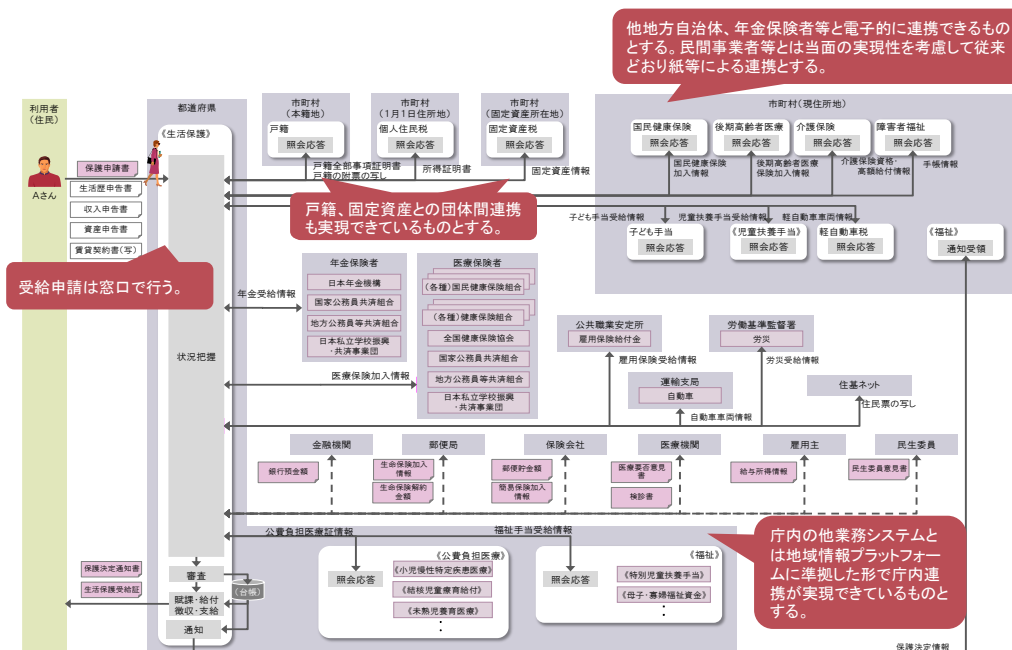 他地方自治体、年金保険者等と電子的に連携できるもの
とする。民間事業者等とは当面の実現性を考慮して従来
どおり紙等による連携とする。
利用者
(住民)
都道府県
市町村
(本籍地)
市町村
(1月1日住所地)
市町村
(固定資産所在地)
市町村(現住所地)
《生活保護》
戸籍
照会応答
個人住民税
照会応答
固定資産税
照会応答
国民健康保険
照会応答
後期高齢者医療
照会応答
介護保険
照会応答
障害者福祉
照会応答
保護申請書
Aさん
生活歴申告書
収入申告書
資産申告書
賃貸契約書(写)
戸籍全部事項証明書
戸籍の附票の写し
所得証明書
固定資産情報
国民健康保険
加入情報
後期高齢者医療
保険加入情報
介護保険資格・
高額給付情報
手帳情報
戸籍、固定資産との団体間連携
も実現できているものとする。
子ども手当受給情報
児童扶養手当受給情報
軽自動車車両情報
子ども手当
照会応答
《児童扶養手当》
照会応答
軽自動車税
照会応答
《福祉》
通知受領
受給申請は窓口で行う。
年金保険者
日本年金機構
国家公務員共済組合
地方公務員等共済組合
日本私立学校振興
・共済事業団
年金受給情報
医療保険者
(各種)国民健康保険組合
(各種)健康保険組合
全国健康保険協会
国家公務員共済組合
地方公務員等共済組合
日本私立学校振興
・共済事業団
医療保険加入情報
状況把握
公共職業安定所
雇用保険給付金
労働基準監督署
労災
雇用保険受給情報
労災受給情報
運輸支局
自動車
住基ネット
自動車車両情報
住民票の写し
金融機関
郵便局
保険会社
医療機関
雇用主
民生委員
銀行預金額
生命保険加入
情報
生命保険解約
金額
郵便貯金額
簡易保険加入
情報
医療要否意見
書
検診書
給与所得情報
民生委員意見書
公費負担医療証情報
福祉手当受給情報
《公費負担医療》
照会応答
《小児慢性特定疾患医療》
《結核児童療育給付》
《未熟児養育医療》
:
《福祉》
照会応答
《特別児童扶養手当》
《母子・寡婦福祉資金》
:
庁内の他業務システムと
は地域情報プラットフォー
ムに準拠した形で庁内連
携が実現できているものと
する。
保護決定通知書
生活保護受給証
審査
(台帳)
賦課・給付
徴収・支給
通知
保護決定情報